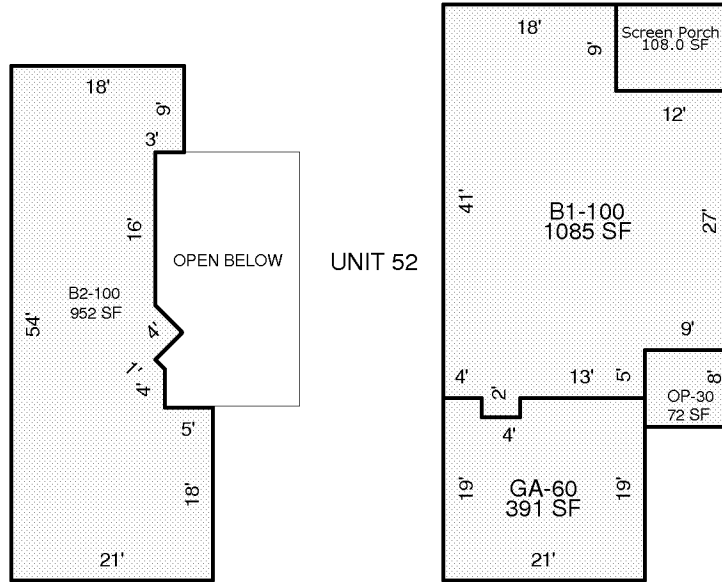 18'
9'
3'
16'
OPEN BELOW
B2-100
952 SF
54'
4'
1'
4'
5'
18'
21'
UNIT 52
18'
9'
Screen Porch
108.0 SF
12'
41'
B1-100
1085 SF
27'
9'
4'
2'
13'
5'
8'
4'
OP-30
72 SF
19'
GA-60
391 SF
19'
21'